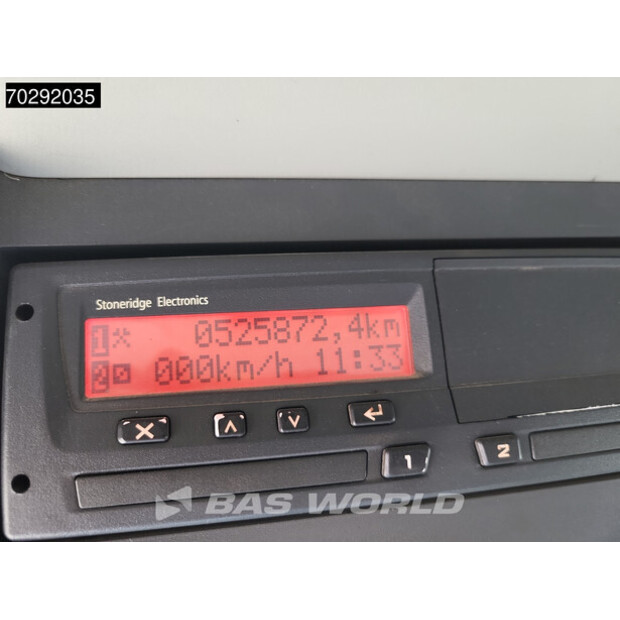 70292035
Stoneridge Electronics
1 0525872,4km
2 000km/h 11:33
1 2
BAS WORLD